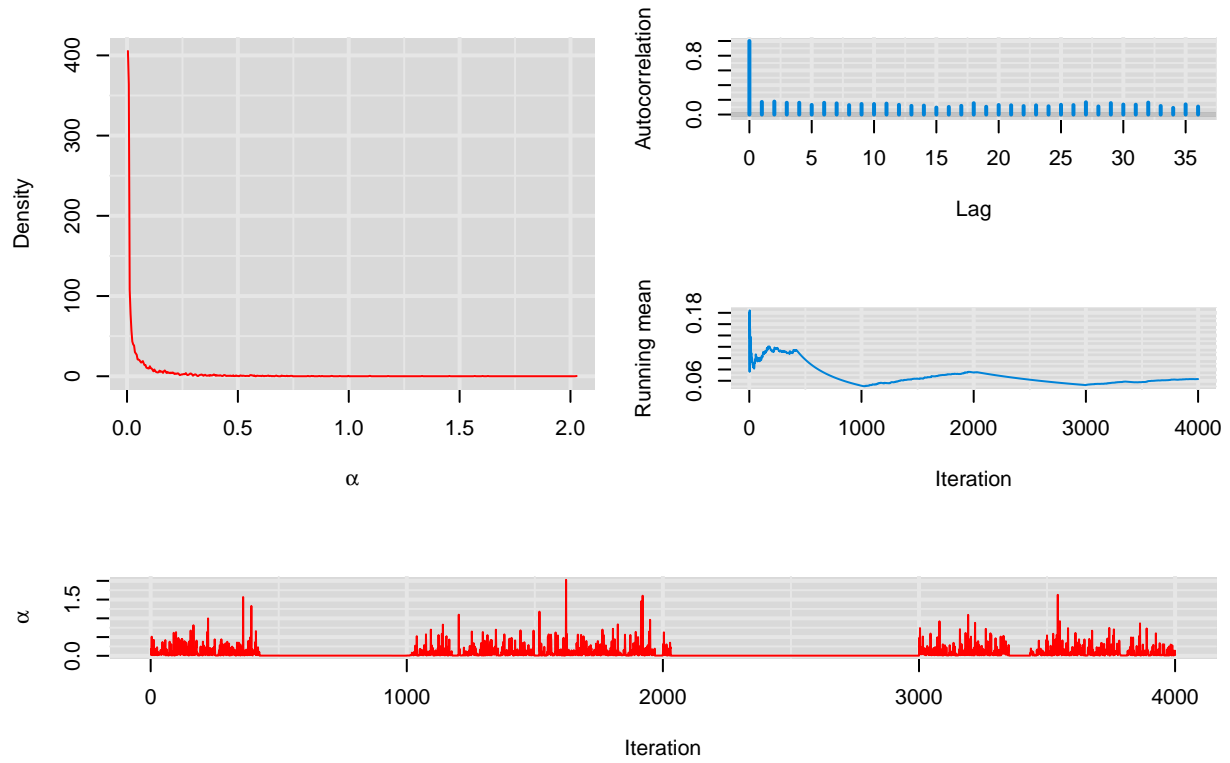 Density
400
300
200
100
0
0.0 0.5 1.0 1.5 2.0
α
Autocorrelation
0.8
0.0
0 5 10 15 20 25 30 35
Lag
Running mean
0.18
0.06
0 1000 2000 3000 4000
Iteration
α
1.5
0.0
0 1000 2000 3000 4000
Iteration